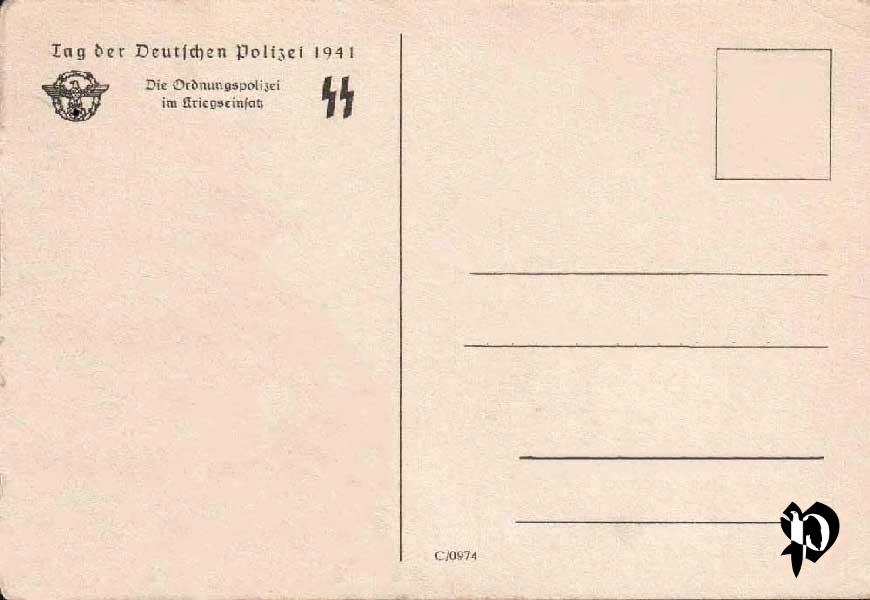 Tag der Deutschen Polizei 1941
Die Ordnungspolizei
im Kriegseinsatz
C/0974